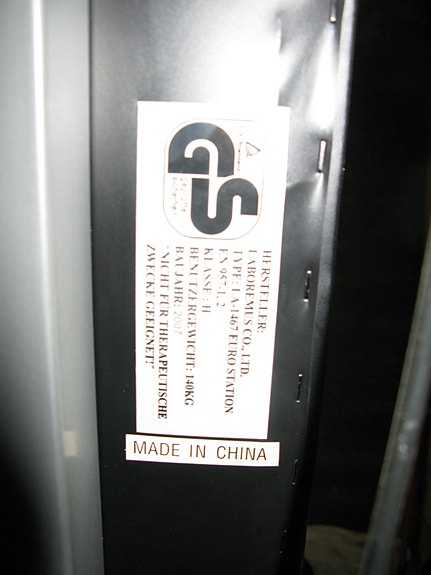 GS
HERSTELLER:
LABOREMUS CO., LTD.
TYPE: LA-1467 EURO STATION
EN 957-1, 2
KLASSE : H
BENUTZERGEWICHT: 140KG
BAUJAHR: 2007
"NICHT FÜR THERAPEUTISCHE
ZWECKE GEEIGNET!"
MADE IN CHINA